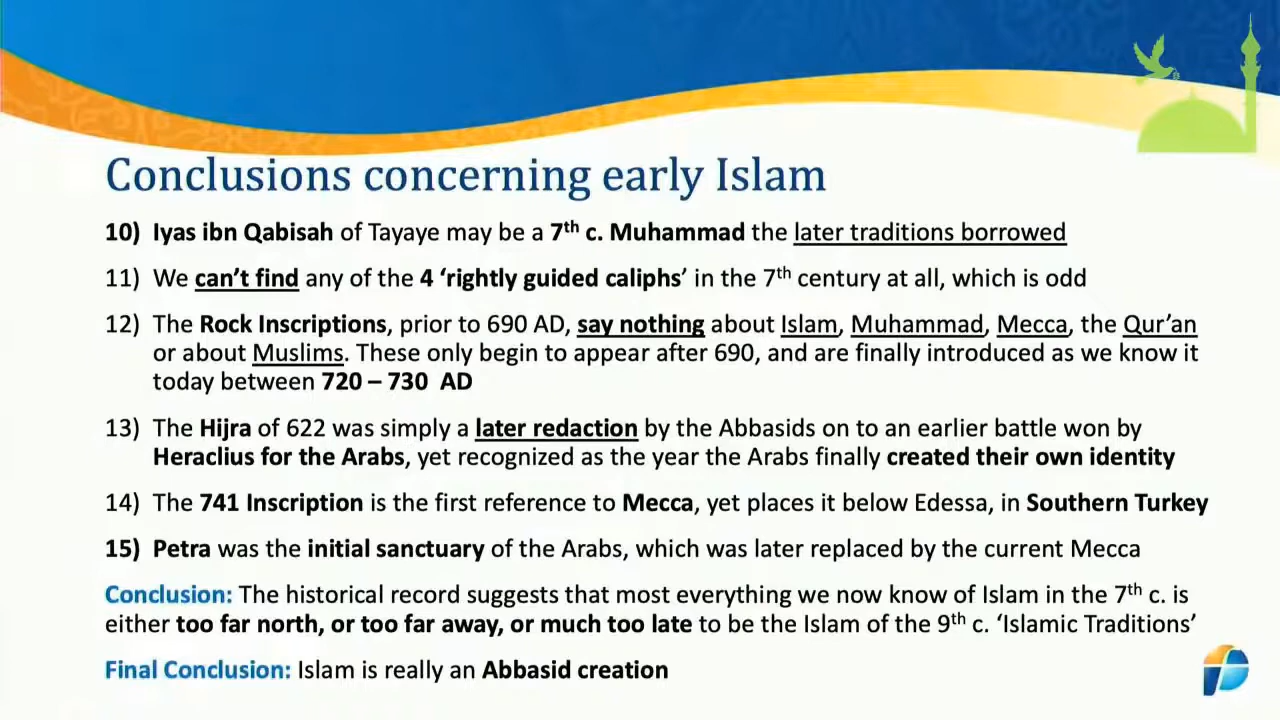 Conclusions concerning early Islam
10) Iyas ibn Qabisah of Tayaye may be a 7th c. Muhammad the later traditions borrowed
11) We can't find any of the 4 'rightly guided caliphs' in the 7th century at all, which is odd
12) The Rock Inscriptions, prior to 690 AD, say nothing about Islam, Muhammad, Mecca, the Qur'an
or about Muslims. These only begin to appear after 690, and are finally introduced as we know it
today between 720 – 730 AD
13) The Hijra of 622 was simply a later redaction by the Abbasids on to an earlier battle won by
Heraclius for the Arabs, yet recognized as the year the Arabs finally created their own identity
14) The 741 Inscription is the first reference to Mecca, yet places it below Edessa, in Southern Turkey
15) Petra was the initial sanctuary of the Arabs, which was later replaced by the current Mecca
Conclusion: The historical record suggests that most everything we now know of Islam in the 7th c. is
either too far north, or too far away, or much too late to be the Islam of the 9th c. 'Islamic Traditions'
Final Conclusion: Islam is really an Abbasid creation